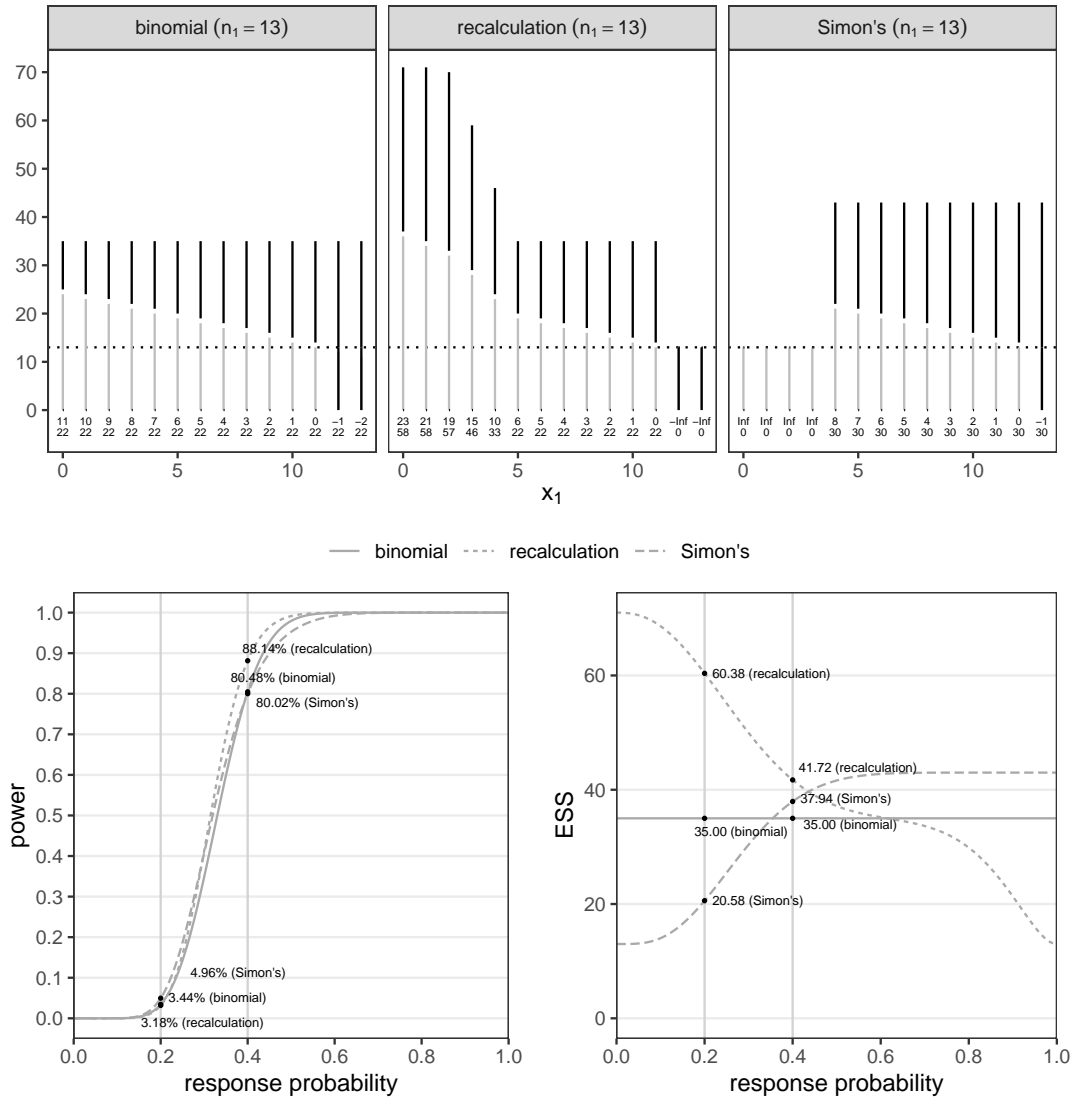 binomial (n₁ = 13) recalculation (n₁ = 13) Simon's (n₁ = 13)
70
60
50
40
30
20
10
0
11 10 9 8 7 6 5 4 3 2 1 0 −1 −2 23 21 19 15 10 6 5 4 3 2 1 0 −Inf −Inf Inf Inf Inf Inf 8 7 6 5 4 3 2 1 0 −1
22 22 22 22 22 22 22 22 22 22 22 22 22 22 58 58 57 46 33 22 22 22 22 22 22 22 0 0 0 0 0 0 30 30 30 30 30 30 30 30 30 30
0 5 10 0 5 10 0 5 10
x₁
binomial recalculation Simon's
power
1.0
0.9
0.8
0.7
0.6
0.5
0.4
0.3
0.2
0.1
0.0
88.14% (recalculation)
80.48% (binomial)
80.02% (Simon's)
4.96% (Simon's)
3.44% (binomial)
3.18% (recalculation)
0.0 0.2 0.4 0.6 0.8 1.0
response probability
ESS
60
40
20
0
60.38 (recalculation)
41.72 (recalculation)
37.94 (Simon's)
35.00 (binomial)
35.00 (binomial)
20.58 (Simon's)
0.0 0.2 0.4 0.6 0.8 1.0
response probability